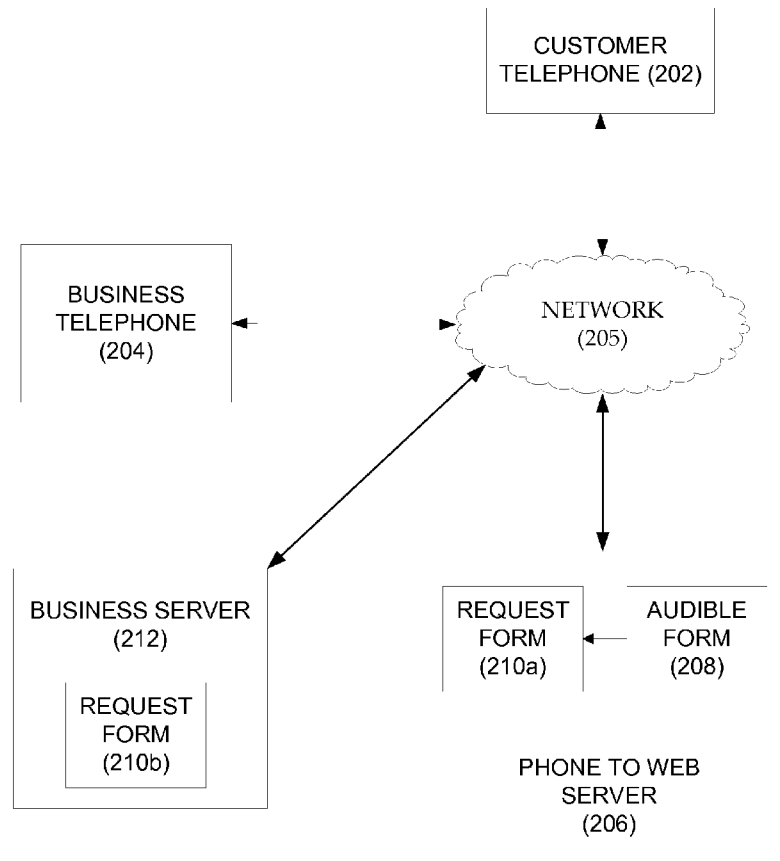 CUSTOMER
TELEPHONE (202)
BUSINESS
TELEPHONE
(204)
NETWORK
(205)
BUSINESS SERVER
(212)
REQUEST
FORM
(210b)
REQUEST
FORM
(210a)
AUDIBLE
FORM
(208)
PHONE TO WEB
SERVER
(206)